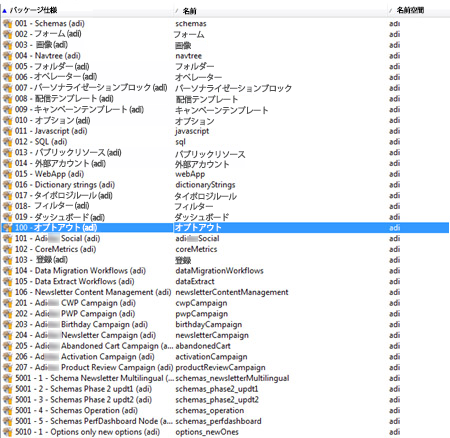 パッケージ仕様 名前 名前空間
001 - Schemas (adi) schemas adi
002 - フォーム (adi) フォーム adi
003 - 画像 (adi) 画像 adi
004 - Navtree (adi) navtree adi
005 - フォルダー (adi) フォルダー adi
006 - オペレーター (adi) オペレーター adi
007 - パーソナライゼーションブロック (adi) パーソナライゼーションブロック adi
008 - 配信テンプレート (adi) 配信テンプレート adi
009 - キャンペーンテンプレート (adi) キャンペーンテンプレート adi
010 - オプション (adi) オプション adi
011 - Javascript (adi) javascript adi
012 - SQL (adi) sql adi
013 - パブリックリソース (adi) パブリックリソース adi
014 - 外部アカウント (adi) 外部アカウント adi
015 - WebApp (adi) webApp adi
016 - Dictionary strings (adi) dictionaryStrings adi
017 - タイポロジルール (adi) タイポロジルール adi
018 - フィルター (adi) フィルター adi
019 - ダッシュボード (adi) ダッシュボード adi
100 - オプトアウト (adi) オプトアウト adi
101 - Adi Social (adi) adi Social adi
102 - CoreMetrics (adi) coreMetrics adi
103 - 登録 (adi) 登録 adi
104 - Data Migration Workflows (adi) dataMigrationWorkflows adi
105 - Data Extract Workflows (adi) dataExtract adi
106 - Newsletter Content Management (adi) newsletterContentManagement adi
201 - Adi CWP Campaign (adi) cwpCampaign adi
202 - Adi PWP Campaign (adi) pwpCampaign adi
203 - Adi Birthday Campaign (adi) birthdayCampaign adi
204 - Adi Newsletter Campaign (adi) newsletterCampaign adi
205 - Adi Abandoned Cart Campaign (a... abandonedCart adi
206 - Adi Activation Campaign (adi) activationCampaign adi
207 - Adi Product Review Campaign (adi) productReviewCampaign adi
5001 - 1 - Schemas Newsletter Multilingual (... schemas_newsletterMultilingual adi
5001 - 2 - Schemas Phase 2 updt1 (adi) schemas_phase2_updt1 adi
5001 - 3 - Schemas Phase 2 updt2 (adi) schemas_phase2_updt2 adi
5001 - 4 - Schemas Operation (adi) schemas_operation adi
5001 - 5 - Schemas PerfDashboard Node (a... schemas_perfdashboard adi
5010 - 1 - Options only new options (adi) options_newOnes adi